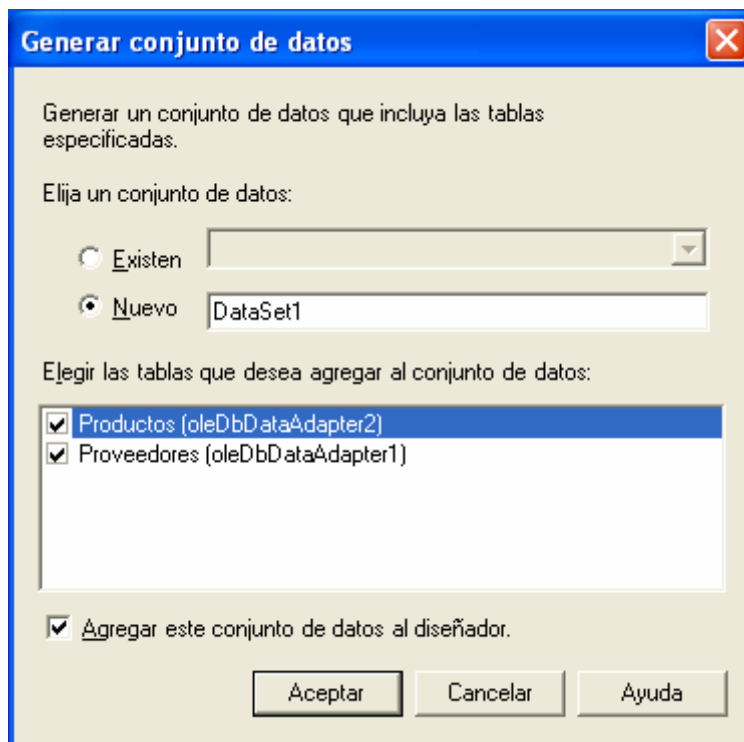 Generar conjunto de datos
Generar un conjunto de datos que incluya las tablas
especificadas.
Elija un conjunto de datos:
Existen
Nuevo DataSet1
Elegir las tablas que desea agregar al conjunto de datos:
Productos (oleDbDataAdapter2)
Proveedores (oleDbDataAdapter1)
Agregar este conjunto de datos al diseñador.
Aceptar Cancelar Ayuda